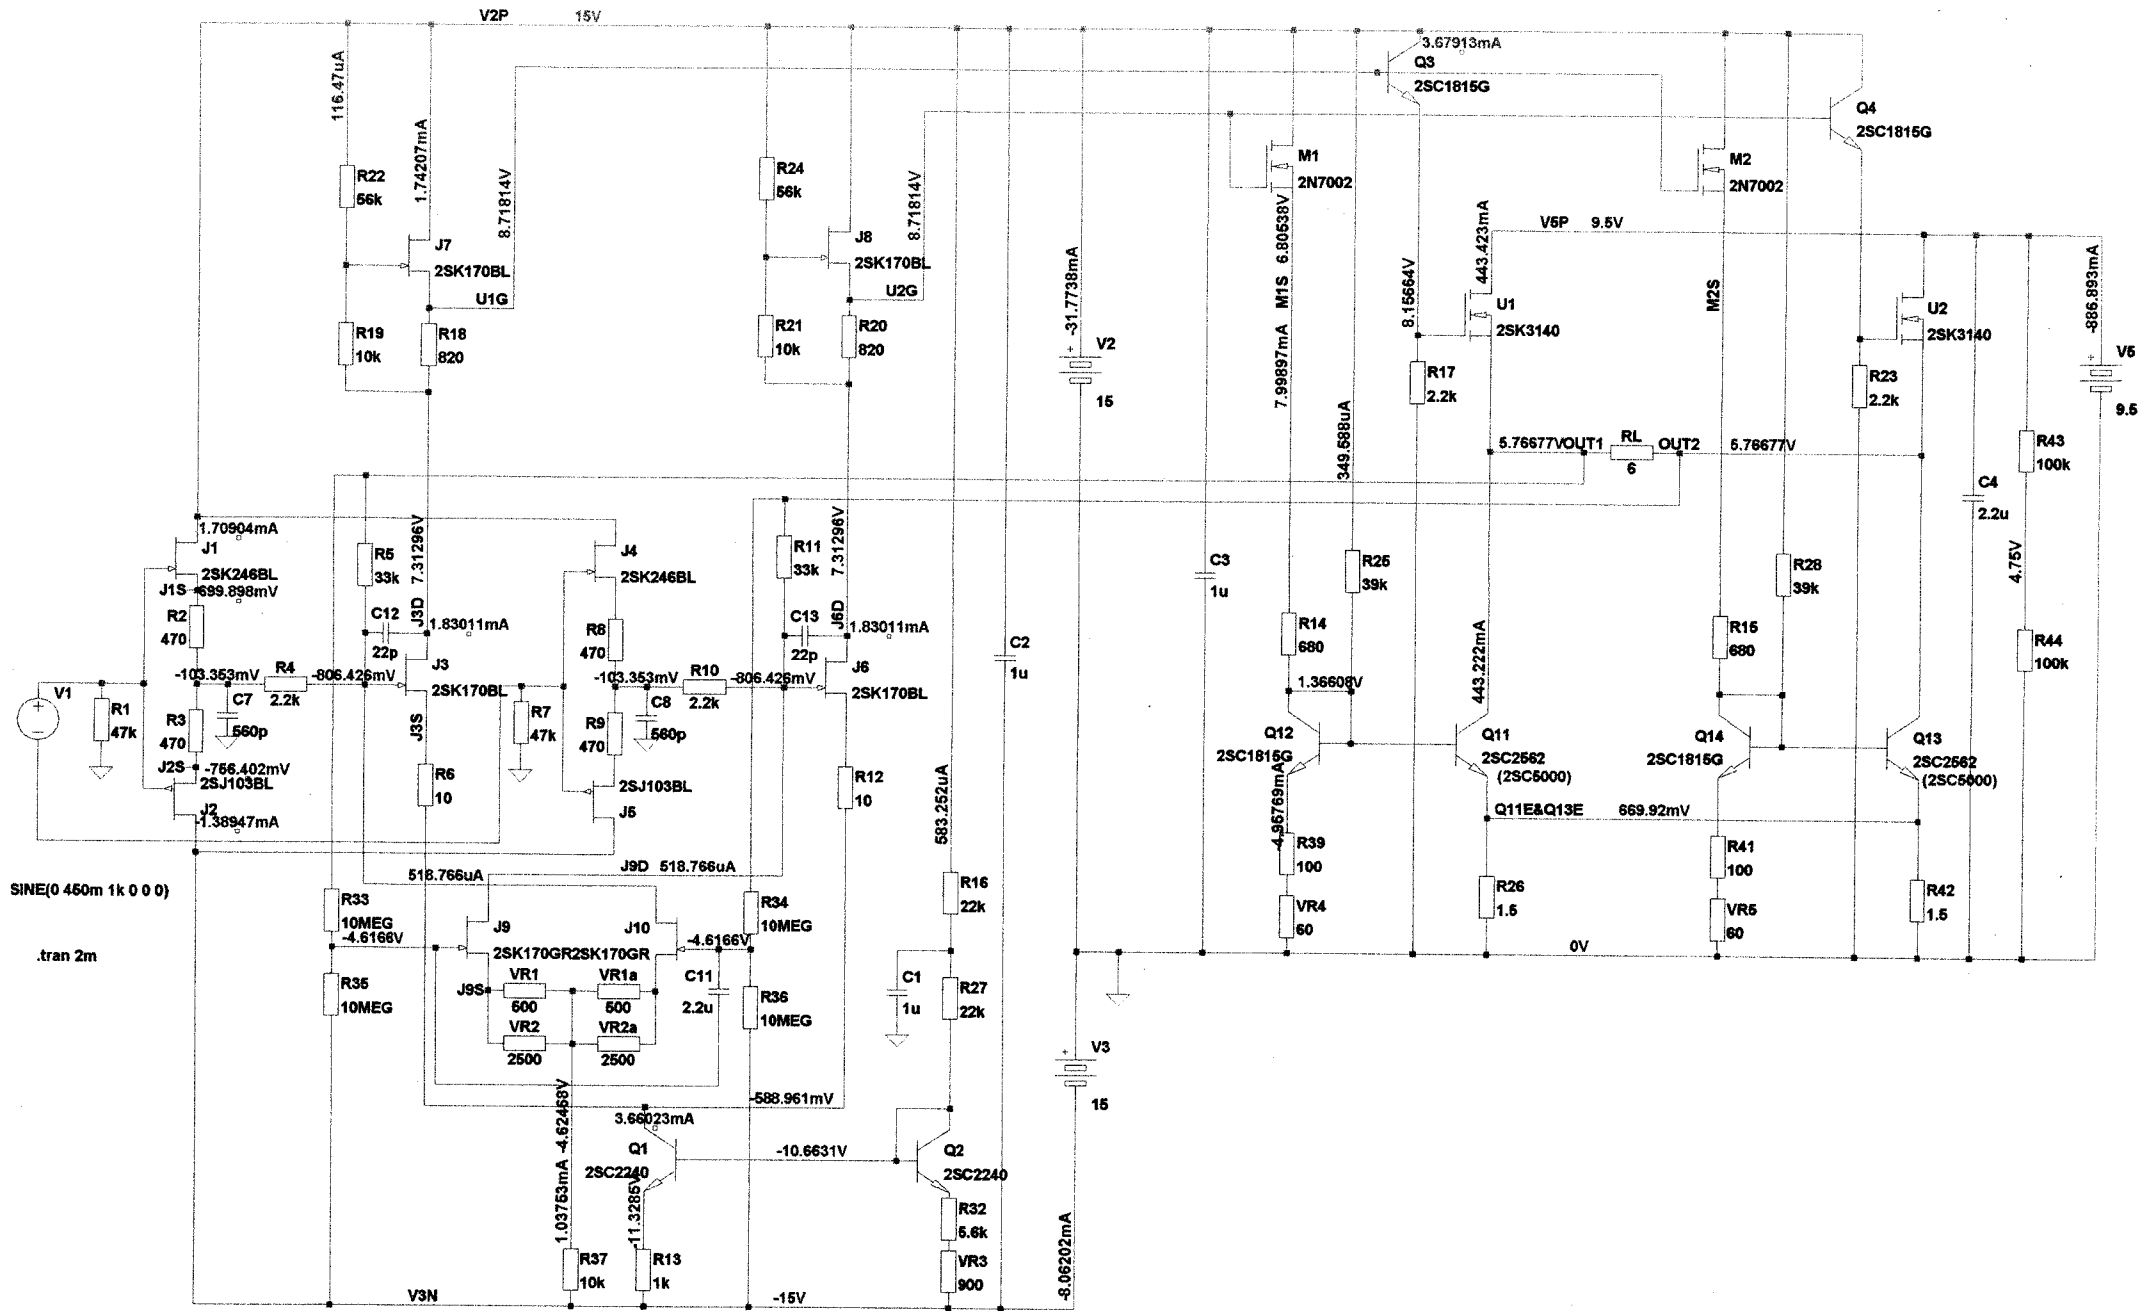 V2P 15V
116.47uA
R22
56k
1.74207mA
J7
2SK170BL
8.71814V
U1G
R19
10k
R18
820
R24
56k
J8
2SK170BL
8.71814V
U2G
R21
10k
R20
820
-31.7738mA
V2
15
3.67913mA
Q3
2SC1815G
Q4
2SC1815G
M1
2N7002
M2
2N7002
7.99897mA M1S 6.80538V
M2S
V5P 9.5V
443.423mA
8.15664V
U1
2SK3140
U2
2SK3140
-886.893mA
V5
9.5
R17
2.2k
R23
2.2k
349.588uA
5.76677V
OUT1
RL
6
OUT2
5.76677V
R43
100k
C4
2.2u
4.75V
R44
100k
1.70904mA
J1
2SK246BL
J1S
699.898mV
R2
470
R5
33k
7.31296V
J3D
C12
22p
1.83011mA
J4
2SK246BL
R8
470
R11
33k
7.31296V
J6D
C13
22p
1.83011mA
C3
1u
C2
1u
R25
39k
R28
39k
R14
680
R15
680
V1
R1
47k
-103.353mV
R4
2.2k
-806.426mV
J3
2SK170BL
C7
560p
R3
470
J2S
-756.402mV
2SJ103BL
J2
-1.38947mA
J3S
R6
10
R7
47k
-103.353mV
R10
2.2k
-806.426mV
J6
2SK170BL
C8
560p
R9
470
2SJ103BL
J5
R12
10
1.36608V
Q12
2SC1815G
443.222mA
Q11
2SC2562
(2SC5000)
Q14
2SC1815G
Q13
2SC2562
(2SC5000)
-4.95769mA
Q11E&Q13E 669.92mV
R39
100
VR4
60
R26
1.5
R41
100
VR5
60
R42
1.5
0V
583.252uA
R16
22k
C1
1u
R27
22k
SINE(0 450m 1k 0 0 0)
.tran 2m
518.766uA
J9D 518.766uA
R33
10MEG
-4.6166V
R35
10MEG
J9
2SK170GR
J10
2SK170GR
-4.6166V
R34
10MEG
R36
10MEG
C11
2.2u
J9S
VR1
500
VR1a
500
VR2
2500
VR2a
2500
-588.961mV
3.66023mA
1.03753mA -4.62468V
Q1
2SC2240
-10.6631V
Q2
2SC2240
-11.3285V
R37
10k
R13
1k
R32
5.6k
VR3
900
V3
15
-8.06202mA
V3N
-15V